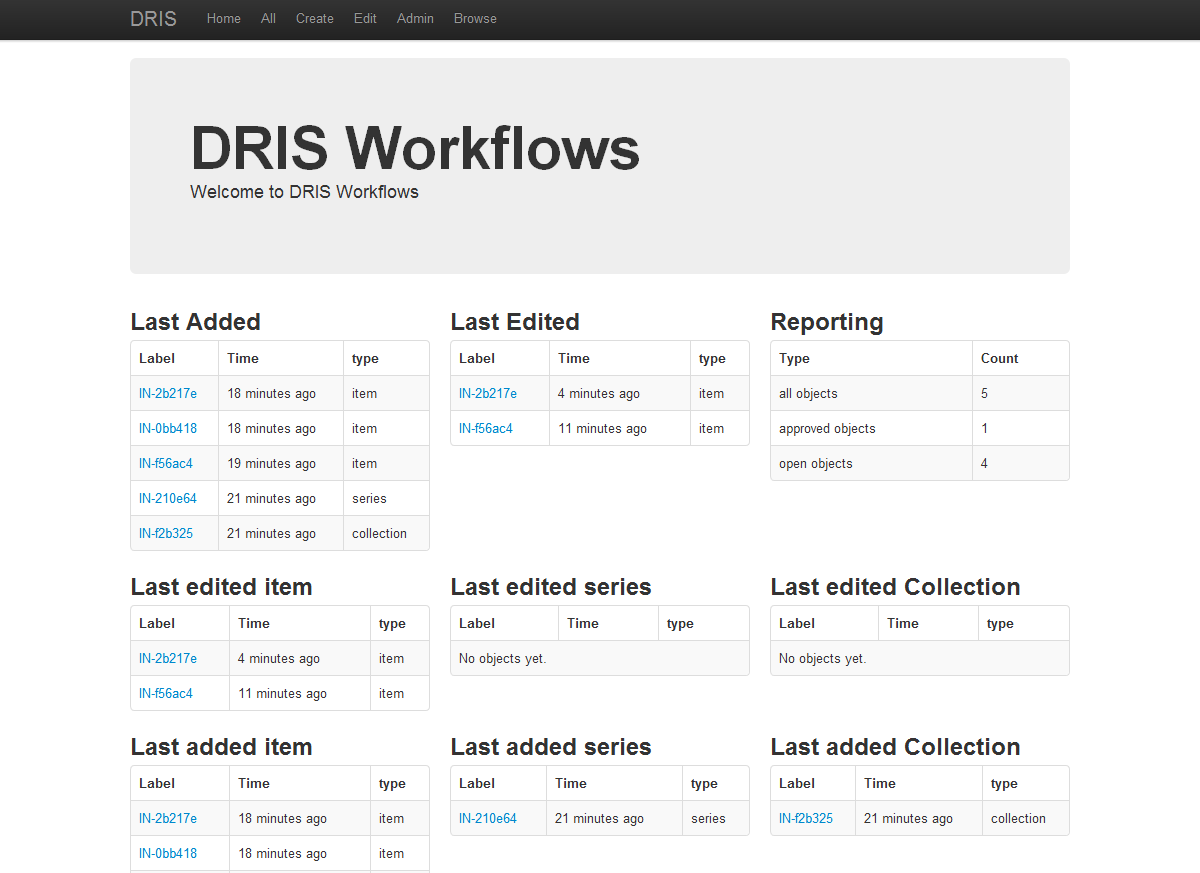 DRIS Home All Create Edit Admin Browse
DRIS Workflows
Welcome to DRIS Workflows
Last Added
Label Time type
IN-2b217e 18 minutes ago item
IN-0bb418 18 minutes ago item
IN-f56ac4 19 minutes ago item
IN-210e64 21 minutes ago series
IN-f2b325 21 minutes ago collection
Last Edited
Label Time type
IN-2b217e 4 minutes ago item
IN-f56ac4 11 minutes ago item
Reporting
Type Count
all objects 5
approved objects 1
open objects 4
Last edited item
Label Time type
IN-2b217e 4 minutes ago item
IN-f56ac4 11 minutes ago item
Last edited series
Label Time type
No objects yet.
Last edited Collection
Label Time type
No objects yet.
Last added item
Label Time type
IN-2b217e 18 minutes ago item
IN-0bb418 18 minutes ago item
Last added series
Label Time type
IN-210e64 21 minutes ago series
Last added Collection
Label Time type
IN-f2b325 21 minutes ago collection